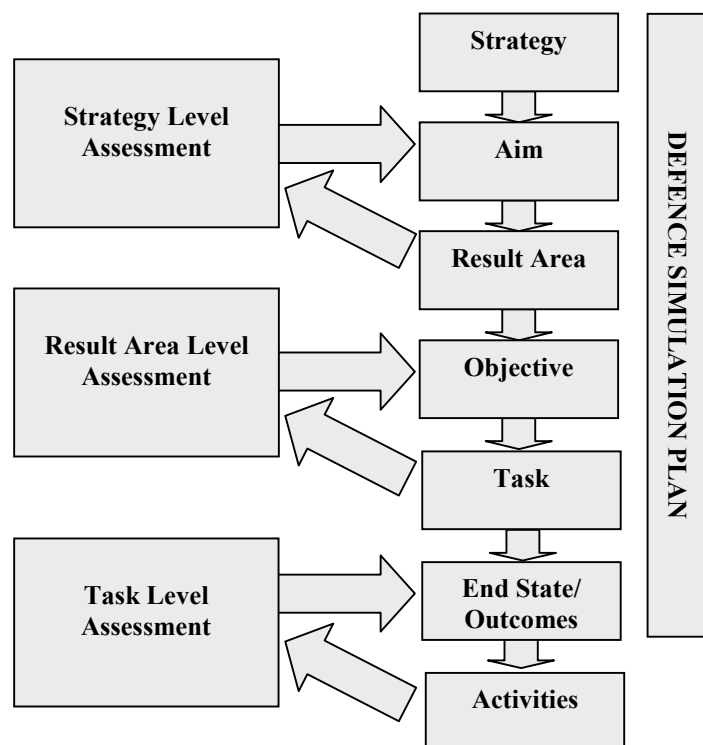 Strategy
Strategy Level
Assessment
Aim
Result Area
Result Area Level
Assessment
Objective
Task
Task Level
Assessment
End State/
Outcomes
Activities
DEFENCE SIMULATION PLAN